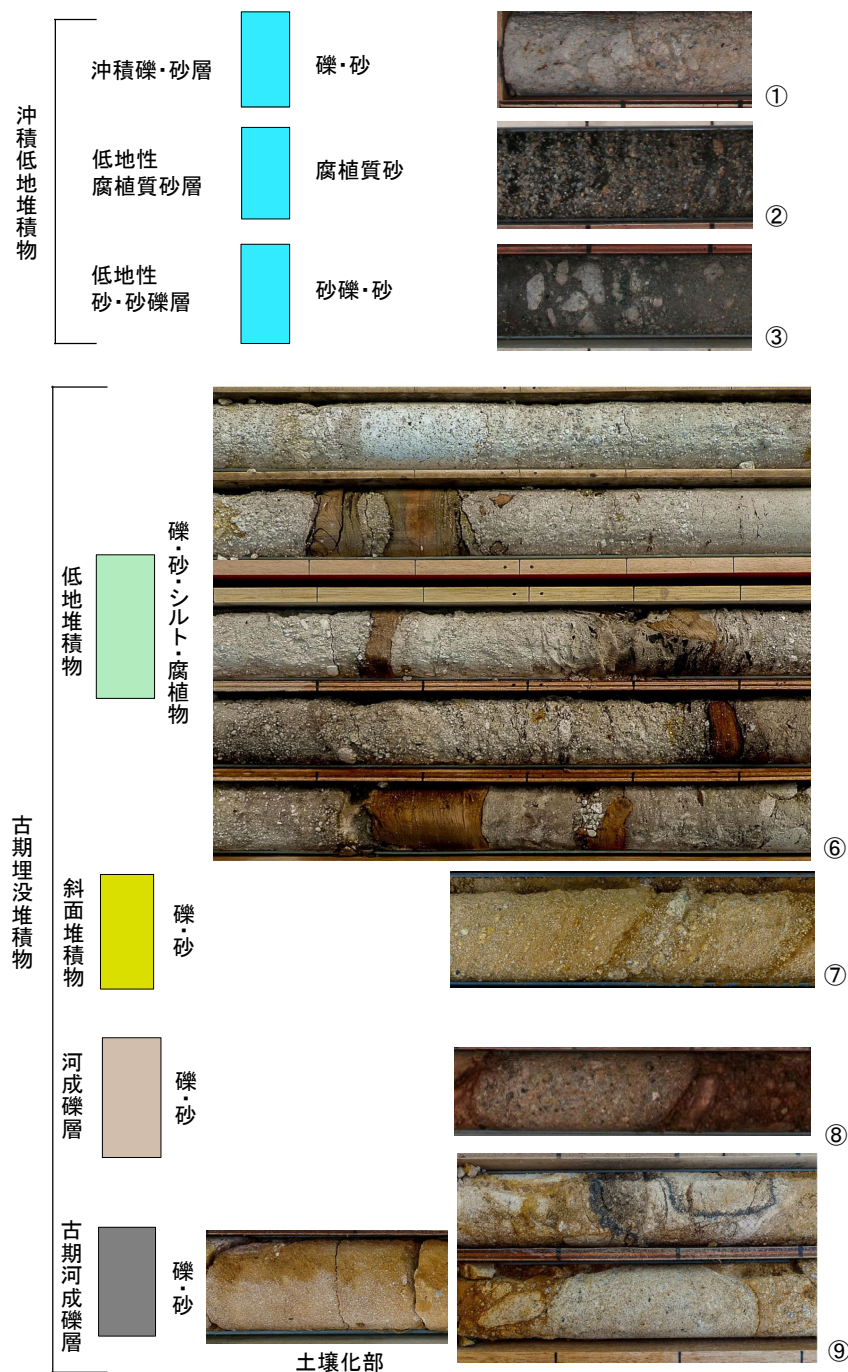 沖積低地堆積物
沖積礫・砂層
礫・砂
①
低地性
腐植質砂層
腐植質砂
②
低地性
砂・砂礫層
砂礫・砂
③
古期埋没堆積物
低地堆積物
礫・砂・シルト・腐植物
⑥
斜面堆積物
礫・砂
⑦
河成礫層
礫・砂
⑧
古期河成礫層
礫・砂
土壌化部
⑨